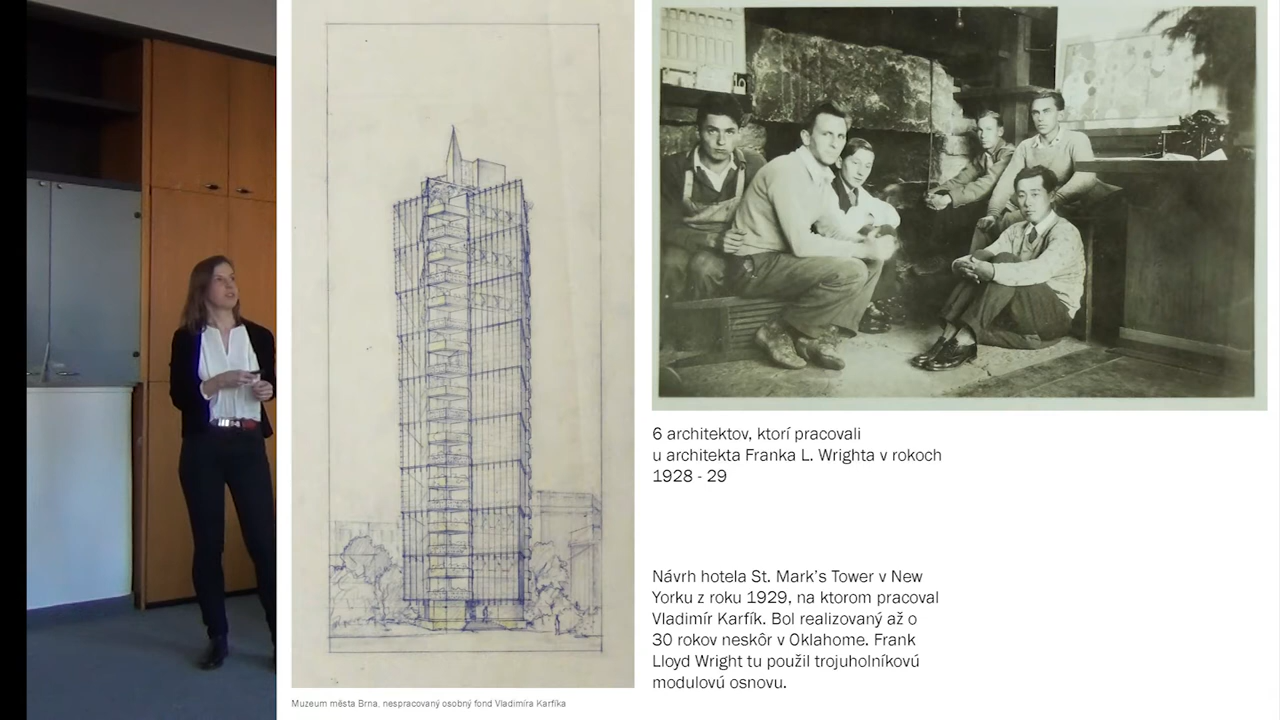 6 architektov, ktorí pracovali
u architekta Franka L. Wrighta v rokoch
1928 - 29
Návrh hotela St. Mark's Tower v New
Yorku z roku 1929, na ktorom pracoval
Vladimír Karfík. Bol realizovaný až o
30 rokov neskôr v Oklahome. Frank
Lloyd Wright tu použil trojuholníkovú
modulovú osnovu.
Muzeum města Brna, nespracovaný osobný fond Vladimíra Karfíka